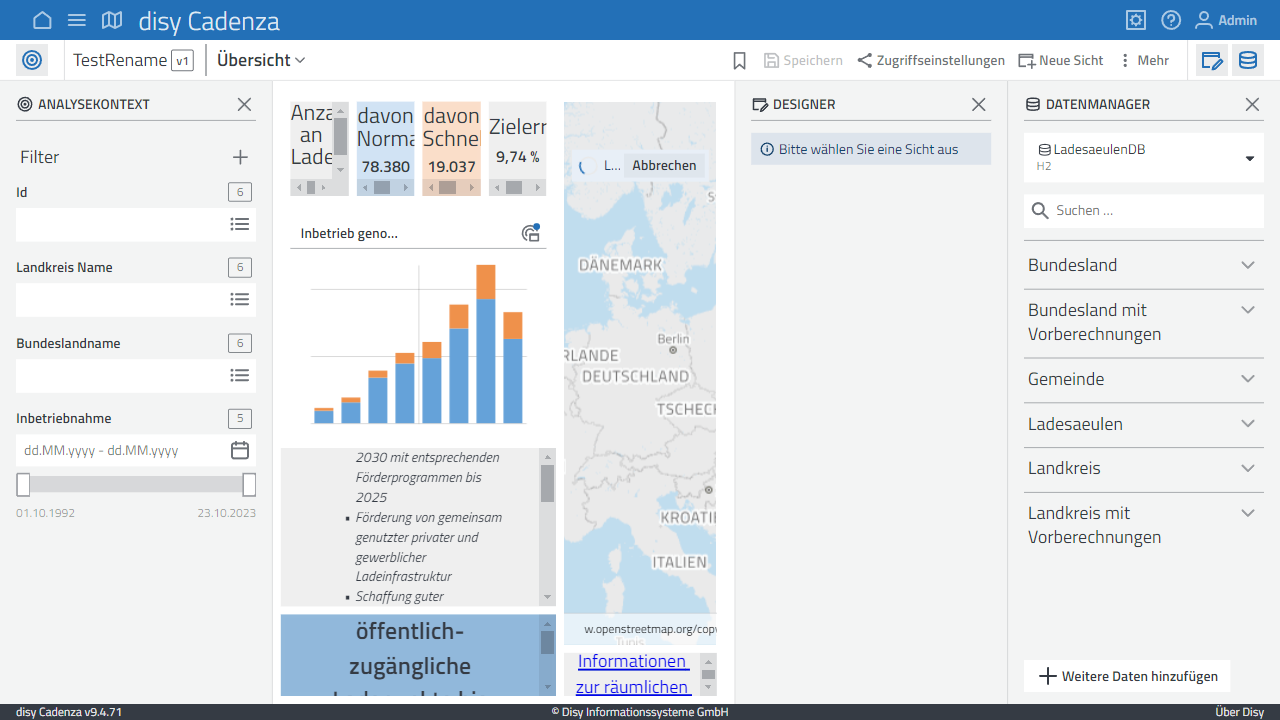 disy Cadenza
Admin
TestRename v1
Übersicht
Speichern
Zugriffseinstellungen
Neue Sicht
Mehr
ANALYSEKONTEXT
Filter
Id 6
Landkreis Name 6
Bundeslandname 6
Inbetriebnahme 5
dd.MM.yyyy - dd.MM.yyyy
01.10.1992 23.10.2023
an
davon
78.380
davon
19.037
9,74 %
Inbetrieb geno...
2030 mit entsprechenden
Förderprogrammen bis
2025
▪ Förderung von gemeinsam
genutzter privater und
gewerblicher
Ladeinfrastruktur
▪ Schaffung guter
öffentlich-
zugängliche
L... Abbrechen
DÄNEMARK
Berlin
RLANDE
DEUTSCHLAND
TSCHECH
KROATI
ITALIEN
Tunis
w.openstreetmap.org/copy
Informationen
zur räumlichen
DESIGNER
Bitte wählen Sie eine Sicht aus
DATENMANAGER
LadesaeulenDB
H2
Suchen ...
Bundesland
Bundesland mit
Vorberechnungen
Gemeinde
Ladesaeulen
Landkreis
Landkreis mit
Vorberechnungen
Weitere Daten hinzufügen
disy Cadenza v9.4.71
© Disy Informationssysteme GmbH
Über Disy